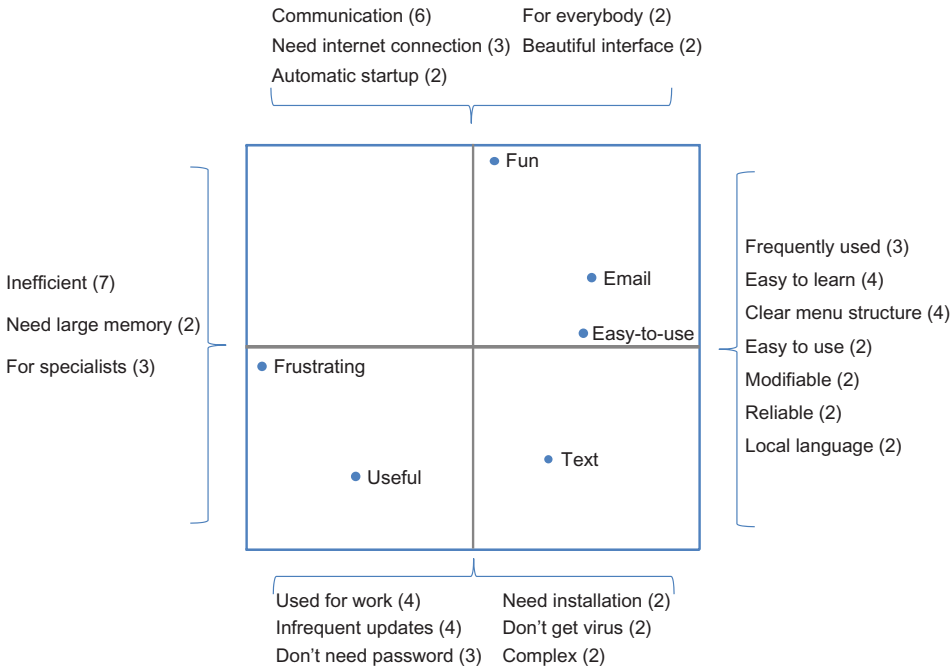 Communication (6)
For everybody (2)
Need internet connection (3)
Beautiful interface (2)
Automatic startup (2)
Fun
Email
Easy-to-use
Frustrating
Useful
Text
Inefficient (7)
Need large memory (2)
For specialists (3)
Frequently used (3)
Easy to learn (4)
Clear menu structure (4)
Easy to use (2)
Modifiable (2)
Reliable (2)
Local language (2)
Used for work (4)
Need installation (2)
Infrequent updates (4)
Don’t get virus (2)
Don’t need password (3)
Complex (2)